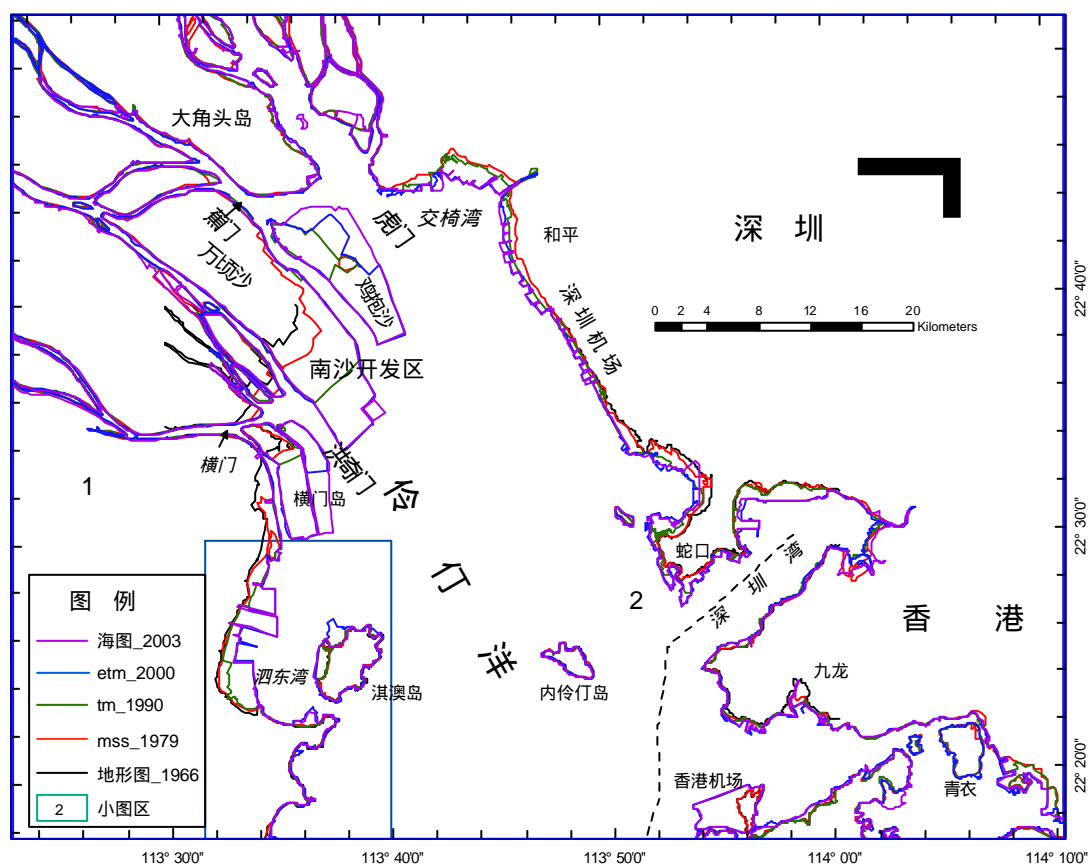 大角头岛
蕉门
万顷沙
虎门
交椅湾
和平
深 圳
鸡抱沙
深圳机场
南沙开发区
0 2 4 8 12 16 20
Kilometers
横门
洪奇门
横门岛
1
伶
仃
洋
蛇口
2
深圳湾
香 港
图 例
海图_2003
etm_2000
tm_1990
mss_1979
地形图_1966
2 小图区
泗东湾
淇澳岛
内伶仃岛
九龙
香港机场
青衣
22° 40'0"
22° 30'0"
22° 20'0"
113° 30'0" 113° 40'0" 113° 50'0" 114° 00'0" 114° 10'0"